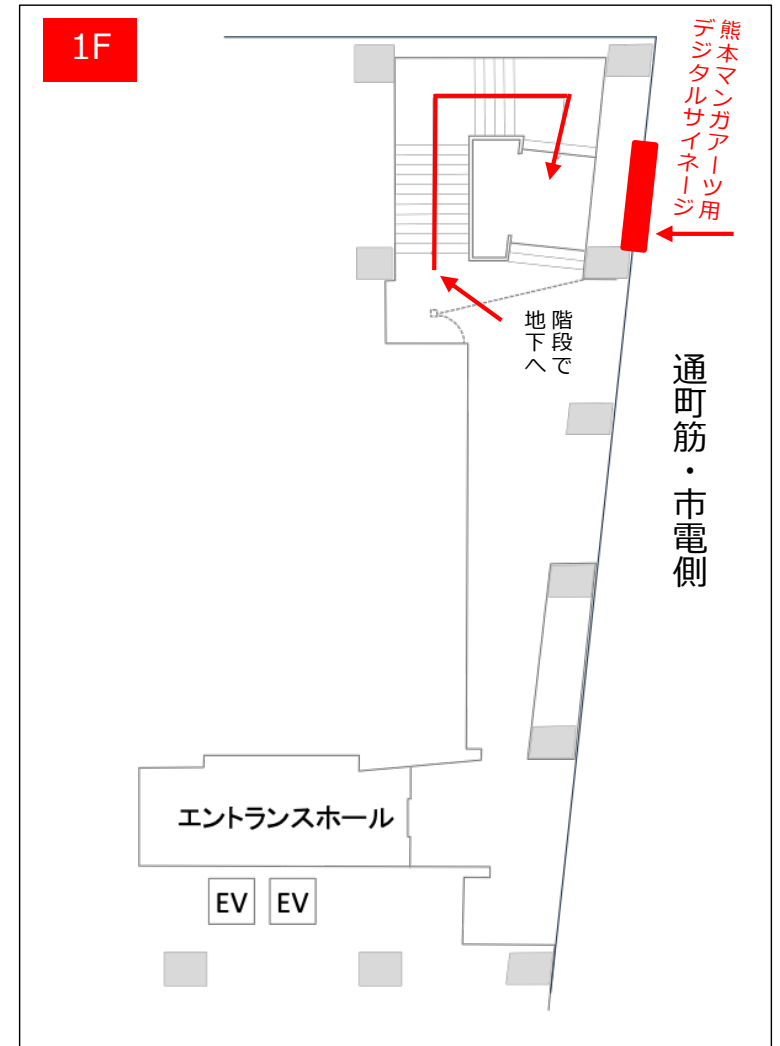 1F
熊本マンガアーツ用
デジタルサイネージ
階段で
地下へ
通町筋・市電側
エントランスホール
EV
EV